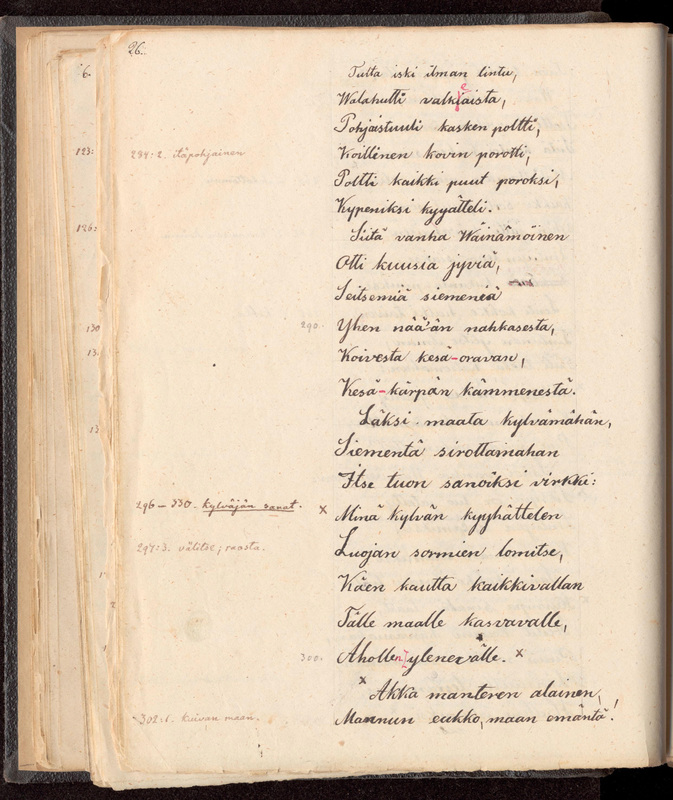 26.
Tulta iski ilman lintu,
Walahutti valkiaista,
e
Pohjaistuuli kasken poltti,
284:2. itäpohjainen
Koillinen kovin porotti,
Poltti kaikki puut poroksi,
Kypeniksi kyyätteli.
Siitä vanha Wäinämöinen
Otti kuusia jyviä,
Seitsemiä siemeniä
290. Yhen nää'än nahkasesta,
Koivesta kesä-oravan,
Kesä-kärpän kämmenestä.
Läksi maata kylvämähän,
Siementä sirottamahan
Itse tuon sanoiksi virkki:
296–330. kylväjän sanat. x Minä kylvän kyyhättelen
297:3. välitse; raosta.
Luojan sormien lomitse,
Käen kautta kaikkivallan
Tälle maalle kasvavalle,
300. Ahollen ylenevälle. x
x Akka manteren alainen,
302:1. kuivan maan.
Mannun eukko, maan emäntä!
6.
123:
126:
130
13.
13